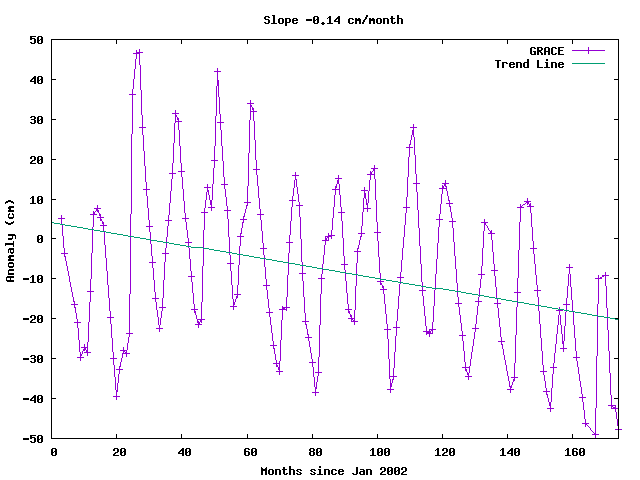 Slope -0.14 cm/month
GRACE
Trend Line
50
40
30
20
10
0
-10
-20
-30
-40
-50
Anomaly (cm)
0 20 40 60 80 100 120 140 160
Months since Jan 2002